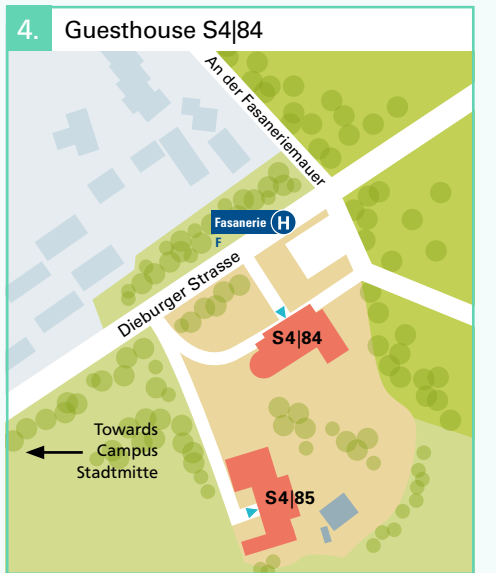 4. Guesthouse S4|84
An der Fasaneriemauer
Fasanerie H
F
Dieburger Strasse
S4|84
Towards
Campus
Stadtmitte
S4|85